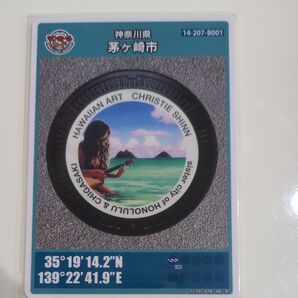 神奈川県
14-207-B001
茅ヶ崎市
HAWAIIAN ART CHRISTIE SHINN
sister city of HONOLULU & CHIGASAKI
35°19'14.2"N
139°22'41.9"E